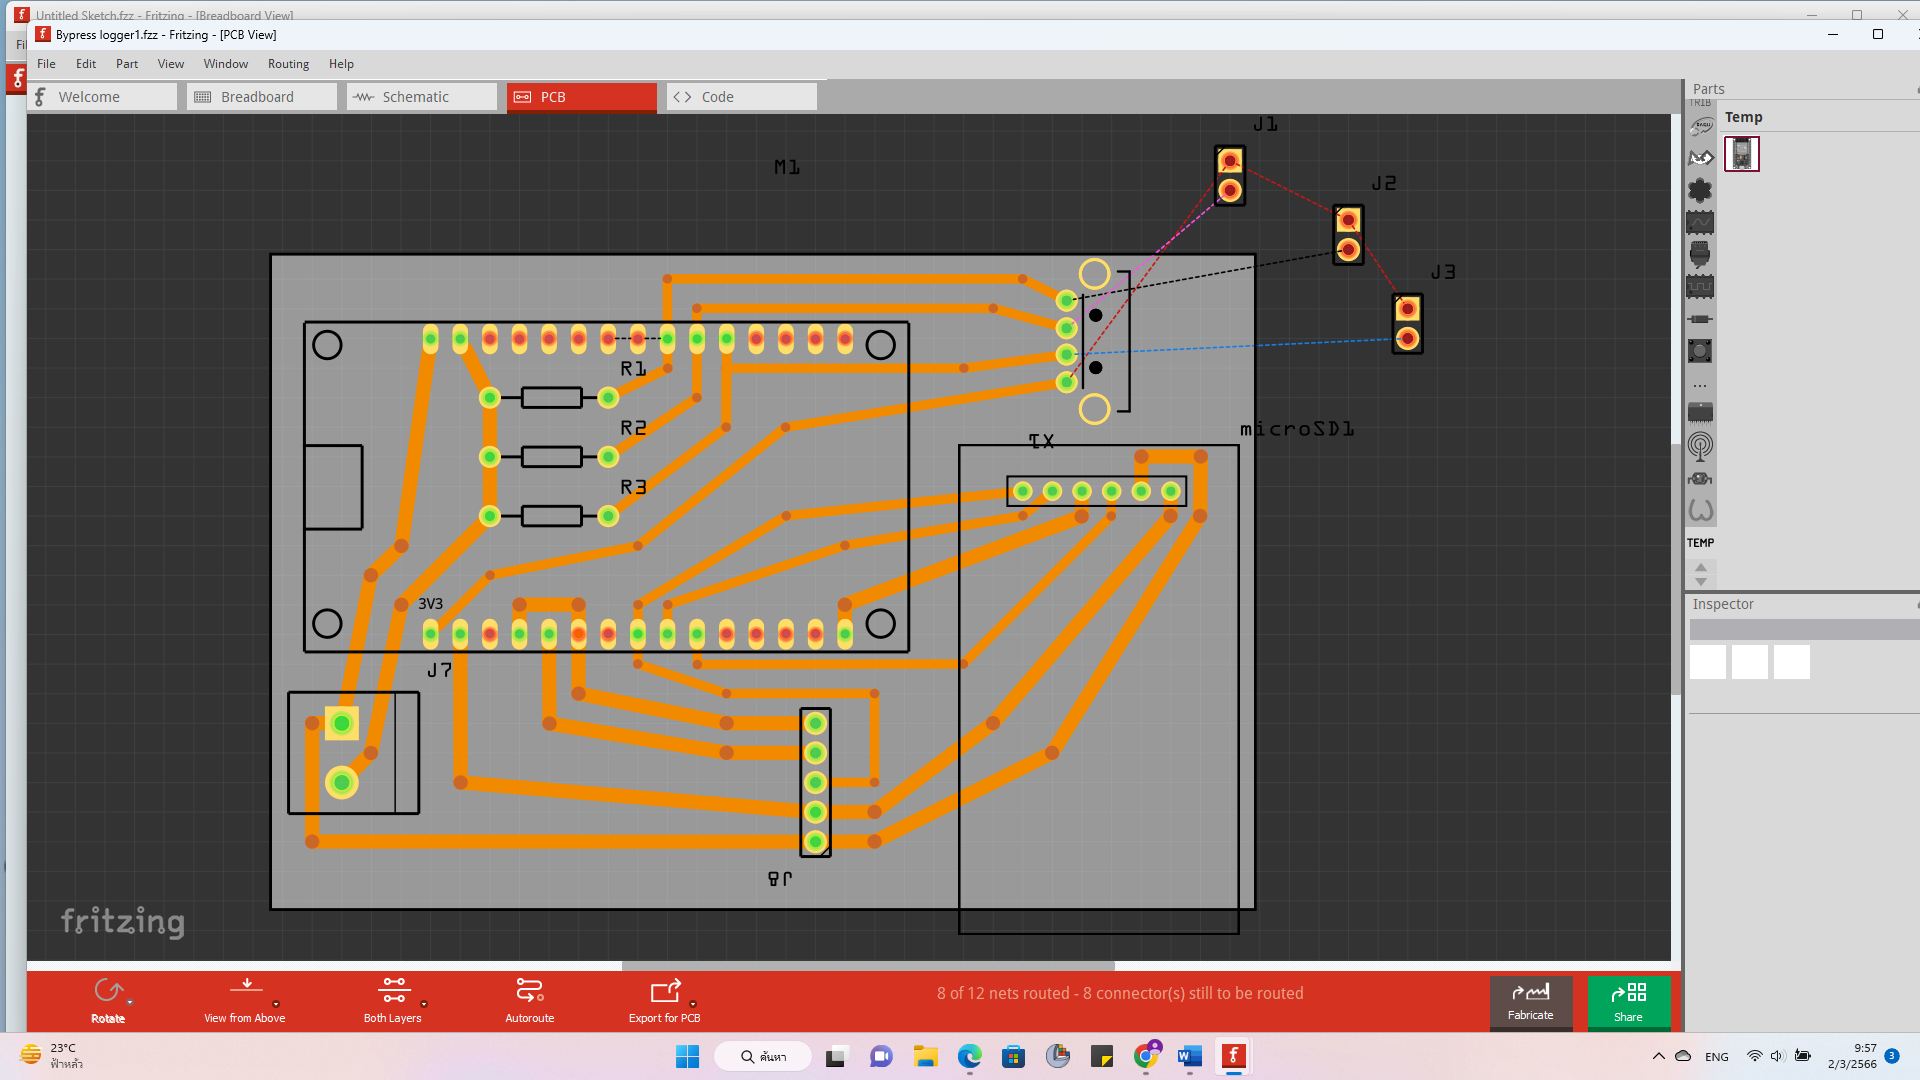 Untitled Sketch.fzz - Fritzing - [Breadboard View]
Bypress logger1.fzz - Fritzing - [PCB View]
File Edit Part View Window Routing Help
Welcome Breadboard Schematic PCB Code
Parts
Temp
J1
M1
J2
J3
R1
R2
microSD1
X1
R3
TEMP
3V3
Inspector
J7
J8
fritzing
8 of 12 nets routed - 8 connector(s) still to be routed
Rotate View from Above Both Layers Autoroute Export for PCB Fabricate Share
23°C
ฟ้าหลัว
ค้นหา
ENG
9:57
2/3/2566
3